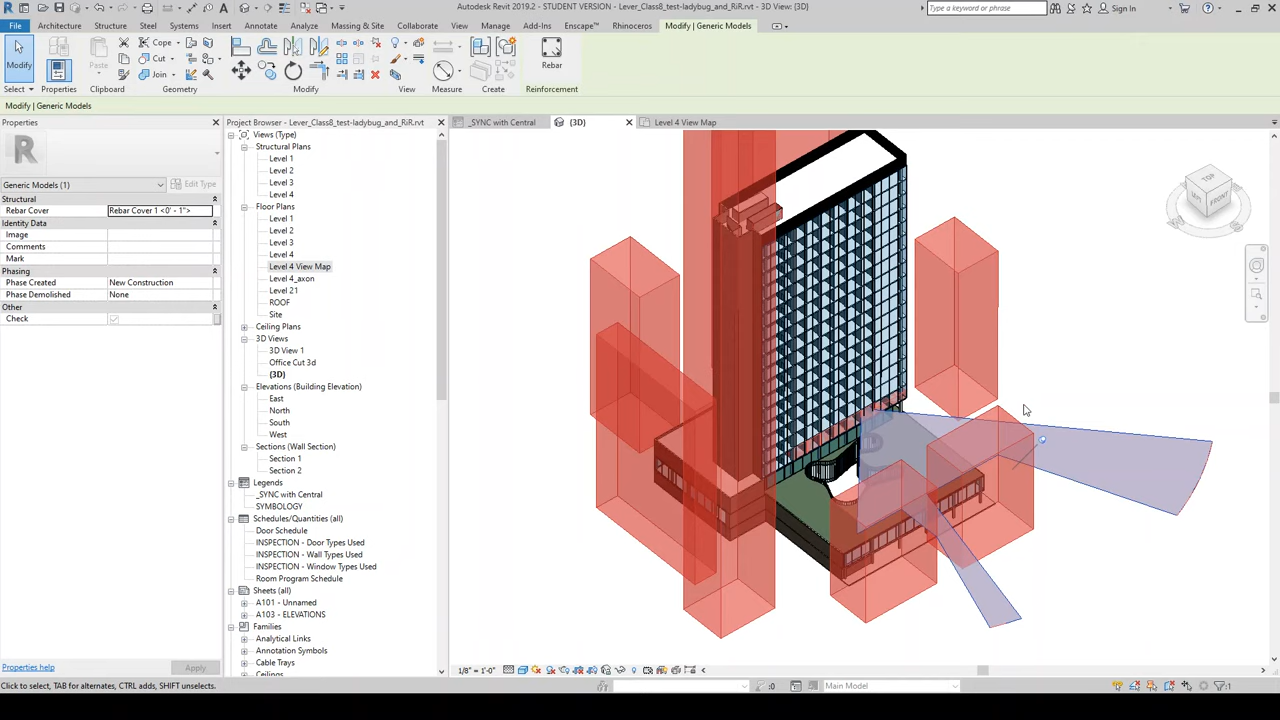 Autodesk Revit 2019.2 - STUDENT VERSION - Lever_Class8_test-ladybug_and_RiR.rvt - 3D View: {3D}
Type a keyword or phrase
Sign In
File Architecture Structure Steel Systems Insert Annotate Analyze Massing & Site Collaborate View Manage Add-Ins Enscape™ Rhinoceros Modify | Generic Models
Modify Paste Cope Cut Join Rebar
Select Properties Clipboard Geometry Modify View Measure Create Reinforcement
Modify | Generic Models
Properties
R
Generic Models (1) Edit Type
Structural
Rebar Cover Rebar Cover 1 <0' - 1">
Identity Data
Image
Comments
Mark
Phasing
Phase Created New Construction
Phase Demolished None
Other
Check
Properties help Apply
Project Browser - Lever_Class8_test-ladybug_and_RiR.rvt
Views (Type)
Structural Plans
Level 1
Level 2
Level 3
Level 4
Floor Plans
Level 1
Level 2
Level 3
Level 4
Level 4 View Map
Level 4_axon
Level 21
ROOF
Site
Ceiling Plans
3D Views
3D View 1
Office Cut 3d
{3D}
Elevations (Building Elevation)
East
North
South
West
Sections (Wall Section)
Section 1
Section 2
Legends
_SYNC with Central
SYMBOLOGY
Schedules/Quantities (all)
Door Schedule
INSPECTION - Door Types Used
INSPECTION - Wall Types Used
INSPECTION - Window Types Used
Room Program Schedule
Sheets (all)
A101 - Unnamed
A103 - ELEVATIONS
Families
Analytical Links
Annotation Symbols
Cable Trays
Ceilings
_SYNC with Central {3D} Level 4 View Map
TOP
LEFT FRONT
1/8" = 1'-0"
Click to select, TAB for alternates, CTRL adds, SHIFT unselects.
:0
Main Model
:1